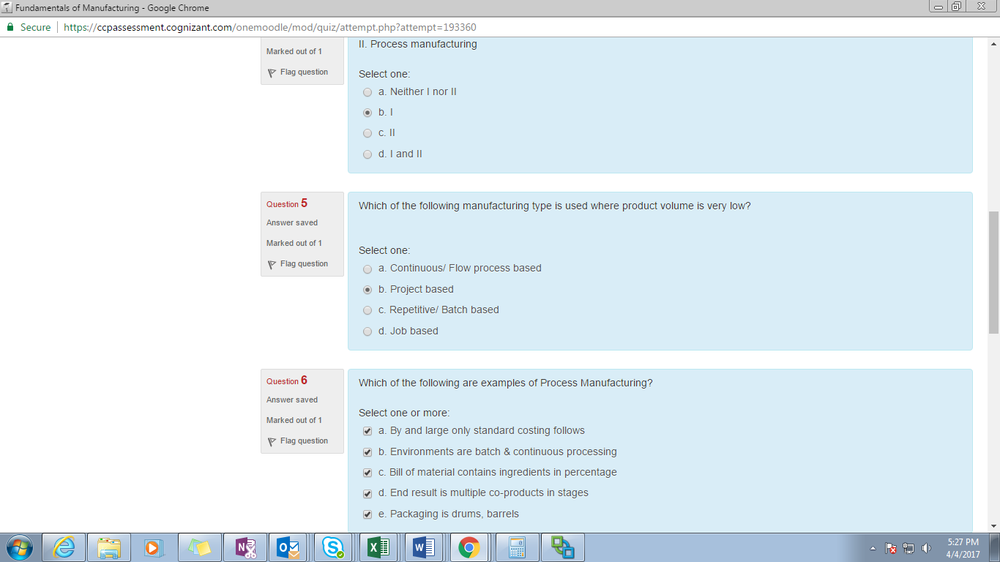 Fundamentals of Manufacturing - Google Chrome
Secure https://ccpassessment.cognizant.com/onemoodle/mod/quiz/attempt.php?attempt=193360
Marked out of 1
Flag question
II. Process manufacturing
Select one:
a. Neither I nor II
b. I
c. II
d. I and II
Question 5
Answer saved
Marked out of 1
Flag question
Which of the following manufacturing type is used where product volume is very low?
Select one:
a. Continuous/ Flow process based
b. Project based
c. Repetitive/ Batch based
d. Job based
Question 6
Answer saved
Marked out of 1
Flag question
Which of the following are examples of Process Manufacturing?
Select one or more:
a. By and large only standard costing follows
b. Environments are batch & continuous processing
c. Bill of material contains ingredients in percentage
d. End result is multiple co-products in stages
e. Packaging is drums, barrels
5:27 PM
4/4/2017